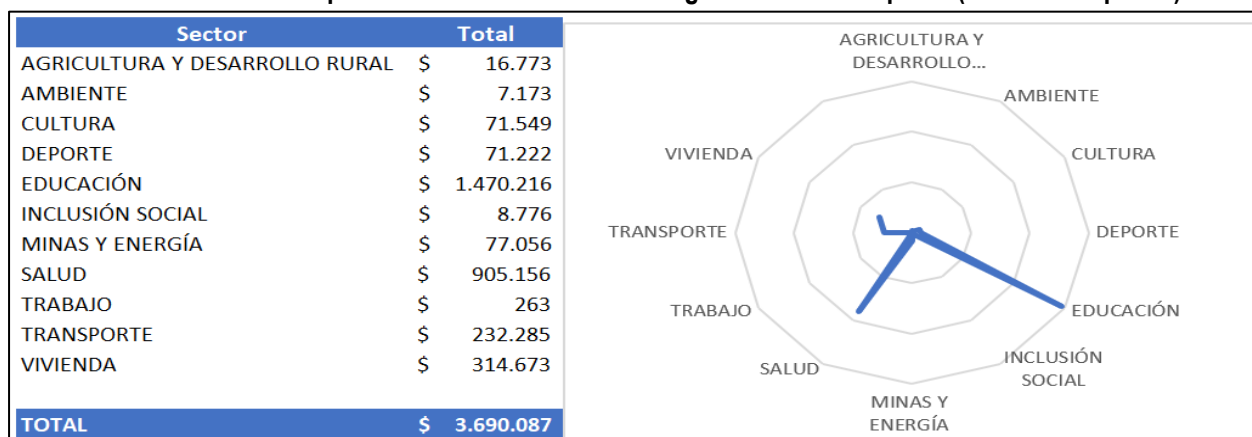 Sector Total
AGRICULTURA Y DESARROLLO RURAL $ 16.773
AMBIENTE $ 7.173
CULTURA $ 71.549
DEPORTE $ 71.222
EDUCACIÓN $ 1.470.216
INCLUSIÓN SOCIAL $ 8.776
MINAS Y ENERGÍA $ 77.056
SALUD $ 905.156
TRABAJO $ 263
TRANSPORTE $ 232.285
VIVIENDA $ 314.673
TOTAL $ 3.690.087
AGRICULTURA Y
DESARROLLO...
AMBIENTE
CULTURA
DEPORTE
EDUCACIÓN
INCLUSIÓN
SOCIAL
MINAS Y
ENERGÍA
SALUD
TRABAJO
TRANSPORTE
VIVIENDA